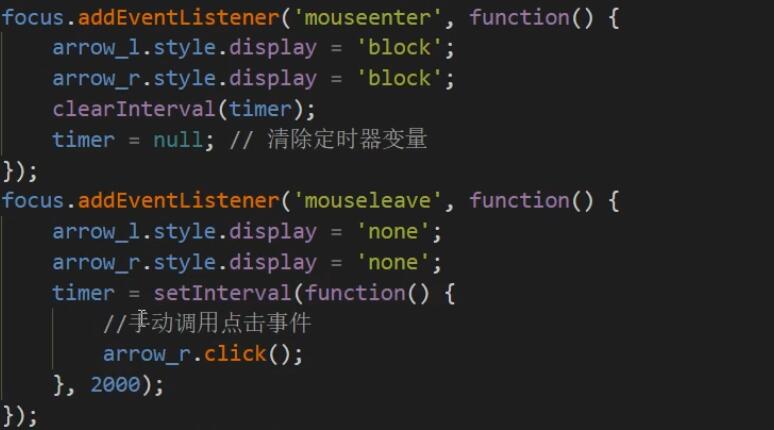 focus.addEventListener('mouseenter', function() {
    arrow_l.style.display = 'block';
    arrow_r.style.display = 'block';
    clearInterval(timer);
    timer = null; // 清除定时器变量
});
focus.addEventListener('mouseleave', function() {
    arrow_l.style.display = 'none';
    arrow_r.style.display = 'none';
    timer = setInterval(function() {
        //手动调用点击事件
        arrow_r.click();
    }, 2000);
});